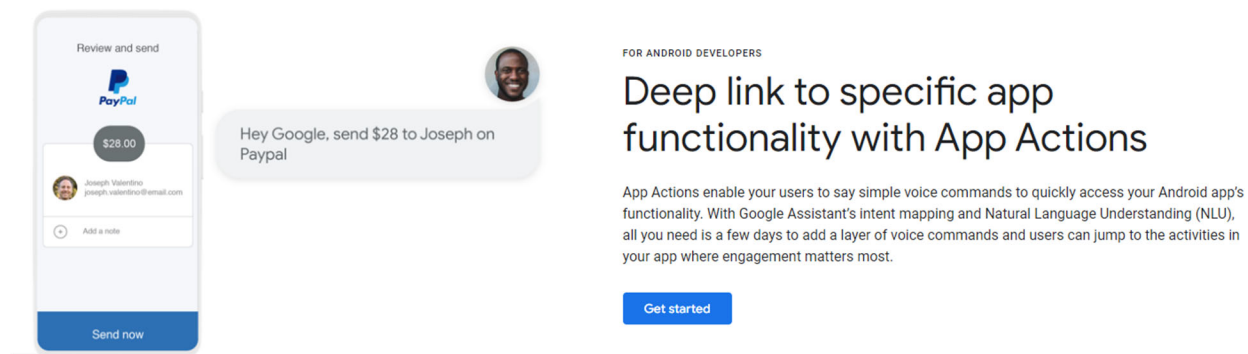 Review and send
PayPal
$28.00
Joseph Valentino
joseph.valentino@email.com
Add a note
Send now
Hey Google, send $28 to Joseph on
Paypal
FOR ANDROID DEVELOPERS
Deep link to specific app
functionality with App Actions
App Actions enable your users to say simple voice commands to quickly access your Android app's
functionality. With Google Assistant's intent mapping and Natural Language Understanding (NLU),
all you need is a few days to add a layer of voice commands and users can jump to the activities in
your app where engagement matters most.
Get started